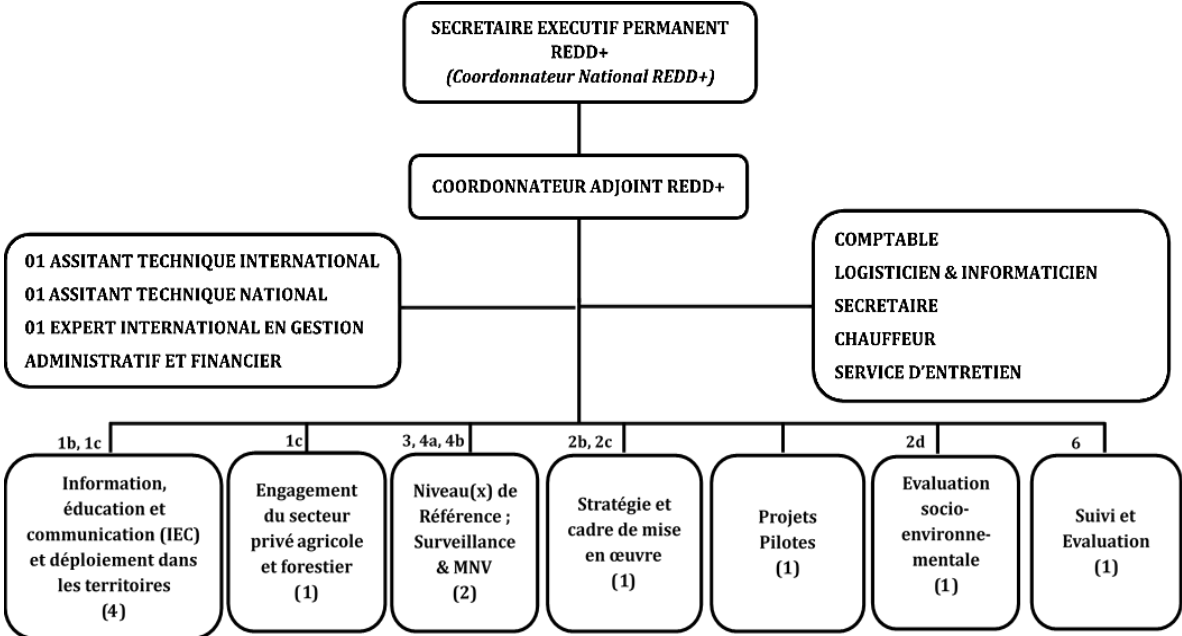 SECRETAIRE EXECUTIF PERMANENT
REDD+
(Coordonnateur National REDD+)
COORDONNATEUR ADJOINT REDD+
01 ASSITANT TECHNIQUE INTERNATIONAL
01 ASSITANT TECHNIQUE NATIONAL
01 EXPERT INTERNATIONAL EN GESTION
ADMINISTRATIF ET FINANCIER
COMPTABLE
LOGISTICIEN & INFORMATICIEN
SECRETAIRE
CHAUFFEUR
SERVICE D'ENTRETIEN
1b, 1c
Information,
éducation et
communication (IEC)
et déploiement dans
les territoires
(4)
1c
Engagement
du secteur
privé agricole
et forestier
(1)
3, 4a, 4b
Niveau(x) de
Référence ;
Surveillance
& MNV
(2)
2b, 2c
Stratégie et
cadre de mise
en œuvre
(1)
Projets
Pilotes
(1)
2d
Evaluation
socio-
environne-
mentale
(1)
6
Suivi et
Evaluation
(1)